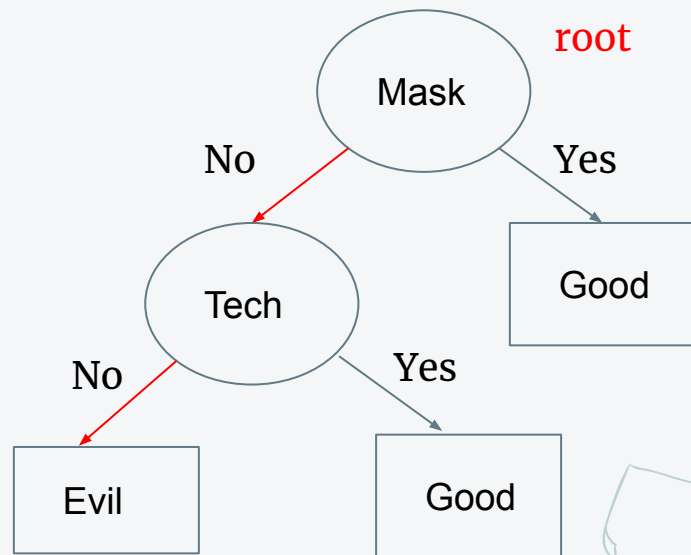 root
Mask
No
Yes
Good
Tech
No
Yes
Evil
Good